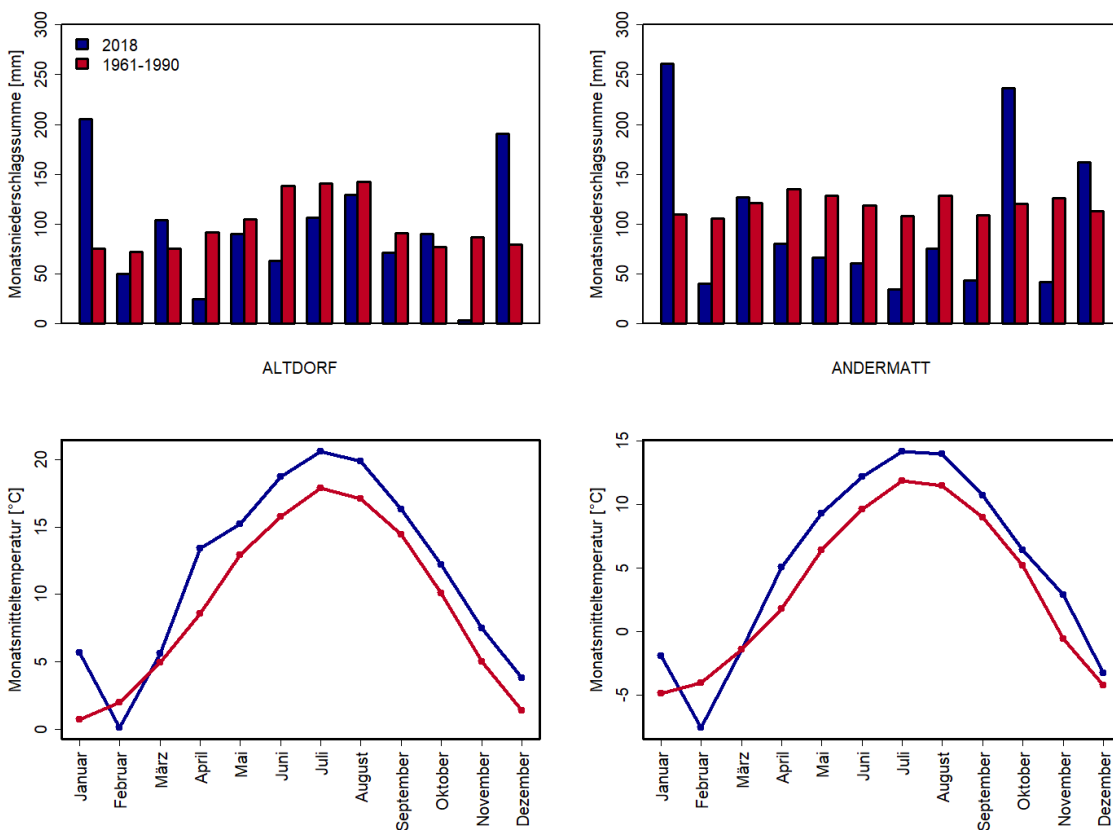 Monatsniederschlagssumme [mm]
0
50
100
150
200
250
300
2018
1961-1990
ALTDORF
Monatsniederschlagssumme [mm]
0
50
100
150
200
250
300
ANDERMATT
Monatsmitteltemperatur [°C]
0
5
10
15
20
Januar
Februar
März
April
Mai
Juni
Juli
August
September
Oktober
November
Dezember
Monatsmitteltemperatur [°C]
-5
0
5
10
15
Januar
Februar
März
April
Mai
Juni
Juli
August
September
Oktober
November
Dezember